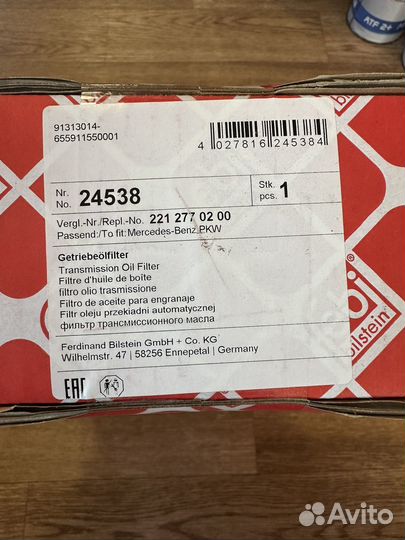 ATF 2+
91313014-
655911550001
4 027816 245384
Nr.
No. 24538
Stk.
pcs. 1
Vergl.-Nr./Repl.-No. 221 277 02 00
Passend:/To fit:Mercedes-Benz PKW
Getriebeölfilter
Transmission Oil Filter
Filtre d'huile de boîte
filtro olio trasmissione
Filtro de aceite para engranaje
Filtr oleju przekładni automatycznej
фильтр трансмиссионного масла
Ferdinand Bilstein GmbH + Co. KG
Wilhelmstr. 47 | 58256 Ennepetal | Germany
EAC
bilstein
Avito